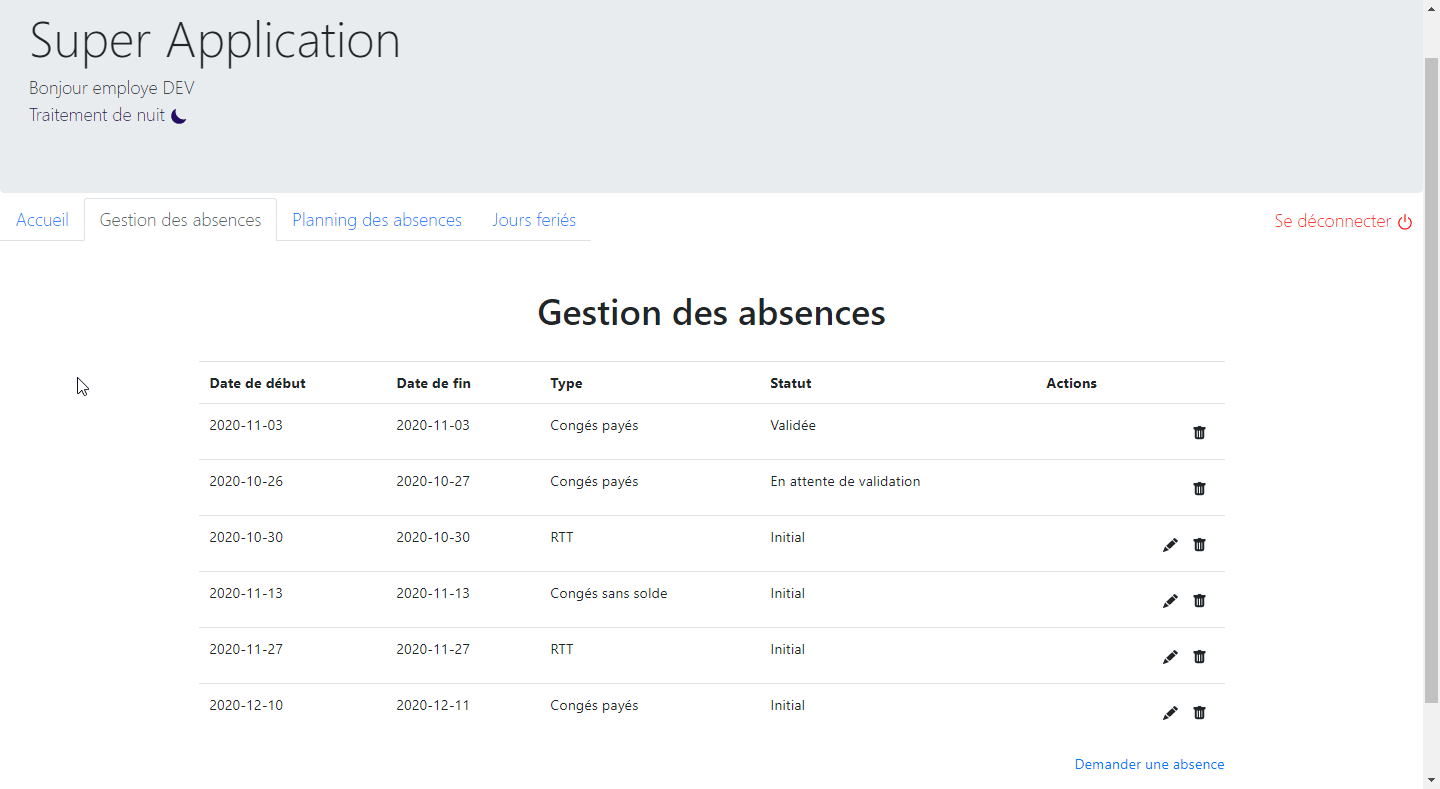 Super Application
Bonjour employe DEV
Traitement de nuit
Accueil Gestion des absences Planning des absences Jours feriés Se déconnecter
Gestion des absences
Date de début Date de fin Type Statut Actions
2020-11-03 2020-11-03 Congés payés Validée
2020-10-26 2020-10-27 Congés payés En attente de validation
2020-10-30 2020-10-30 RTT Initial
2020-11-13 2020-11-13 Congés sans solde Initial
2020-11-27 2020-11-27 RTT Initial
2020-12-10 2020-12-11 Congés payés Initial
Demander une absence